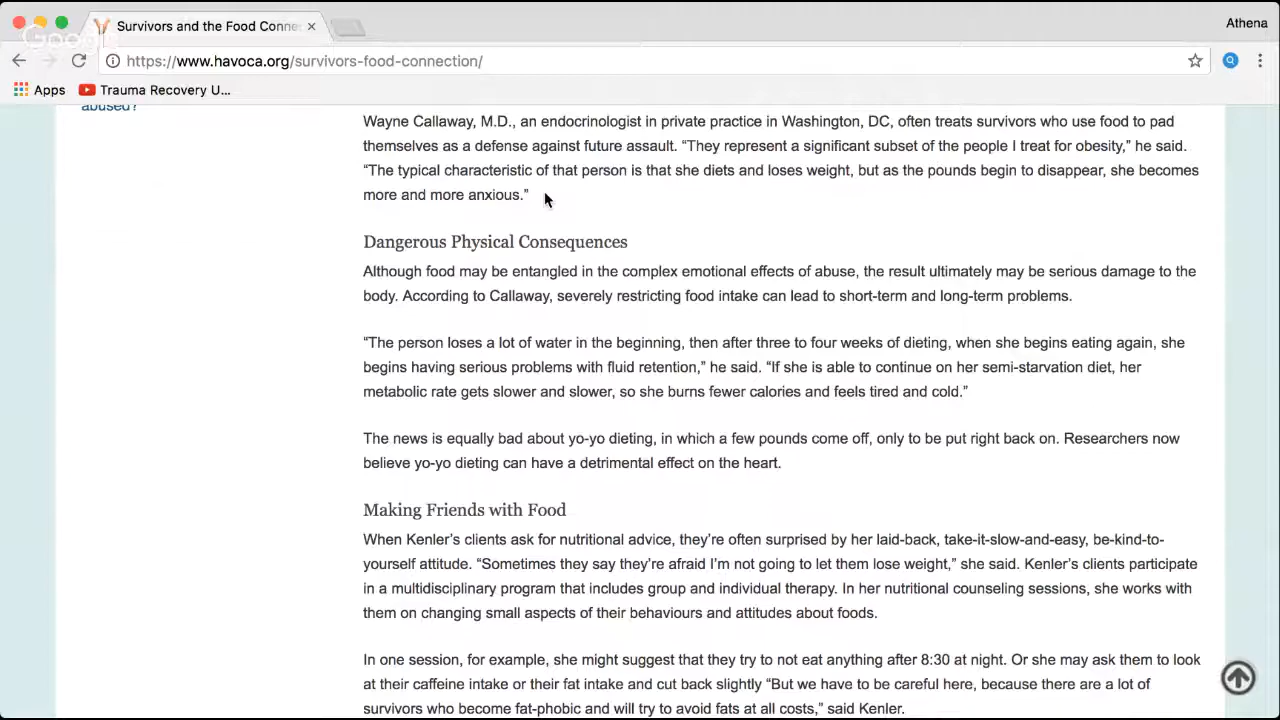 Survivors and the Food Conne
Athena
Google
https://www.havoca.org/survivors-food-connection/
Apps
Trauma Recovery U...
abused?
Wayne Callaway, M.D., an endocrinologist in private practice in Washington, DC, often treats survivors who use food to pad
themselves as a defense against future assault. “They represent a significant subset of the people I treat for obesity,” he said.
“The typical characteristic of that person is that she diets and loses weight, but as the pounds begin to disappear, she becomes
more and more anxious.”
Dangerous Physical Consequences
Although food may be entangled in the complex emotional effects of abuse, the result ultimately may be serious damage to the
body. According to Callaway, severely restricting food intake can lead to short-term and long-term problems.
“The person loses a lot of water in the beginning, then after three to four weeks of dieting, when she begins eating again, she
begins having serious problems with fluid retention,” he said. “If she is able to continue on her semi-starvation diet, her
metabolic rate gets slower and slower, so she burns fewer calories and feels tired and cold.”
The news is equally bad about yo-yo dieting, in which a few pounds come off, only to be put right back on. Researchers now
believe yo-yo dieting can have a detrimental effect on the heart.
Making Friends with Food
When Kenler’s clients ask for nutritional advice, they’re often surprised by her laid-back, take-it-slow-and-easy, be-kind-to-
yourself attitude. “Sometimes they say they’re afraid I’m not going to let them lose weight,” she said. Kenler’s clients participate
in a multidisciplinary program that includes group and individual therapy. In her nutritional counseling sessions, she works with
them on changing small aspects of their behaviours and attitudes about foods.
In one session, for example, she might suggest that they try to not eat anything after 8:30 at night. Or she may ask them to look
at their caffeine intake or their fat intake and cut back slightly “But we have to be careful here, because there are a lot of
survivors who become fat-phobic and will try to avoid fats at all costs,” said Kenler.